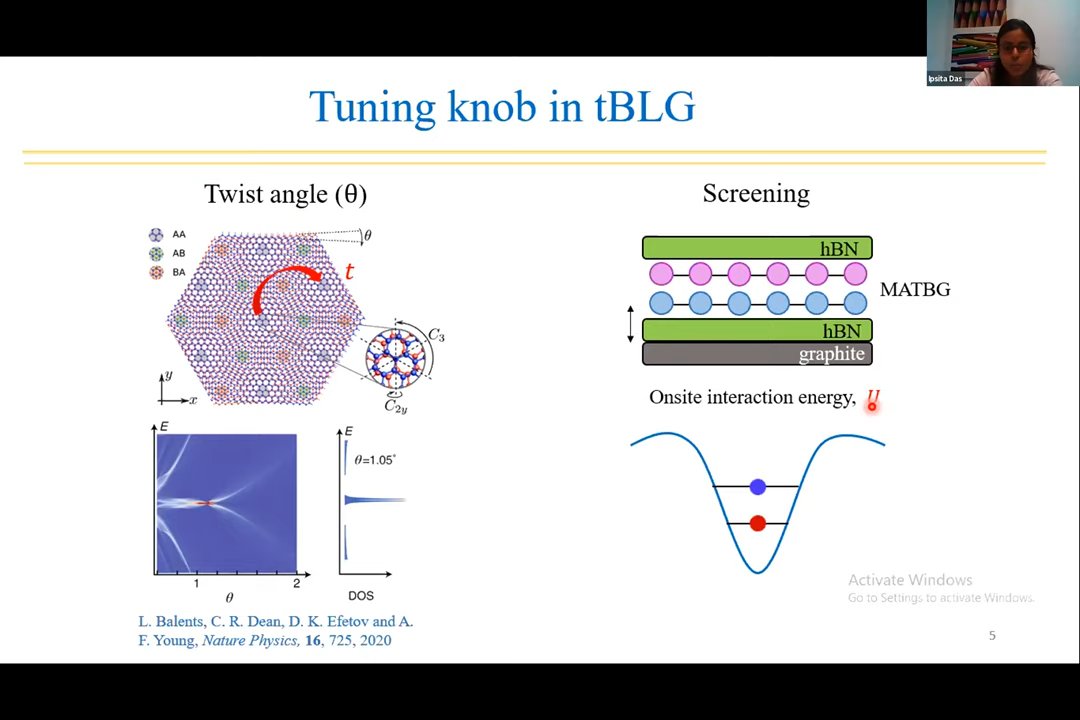 Ipsita Das
Tuning knob in tBLG
Twist angle (θ)
AA
AB
BA
θ
t
C3
C2y
y
x
E
1
2
θ
E
θ=1.05°
DOS
L. Balents, C. R. Dean, D. K. Efetov and A.
F. Young, Nature Physics, 16, 725, 2020
Screening
hBN
MATBG
hBN
graphite
Onsite interaction energy, U
Activate Windows
Go to Settings to activate Windows.
5